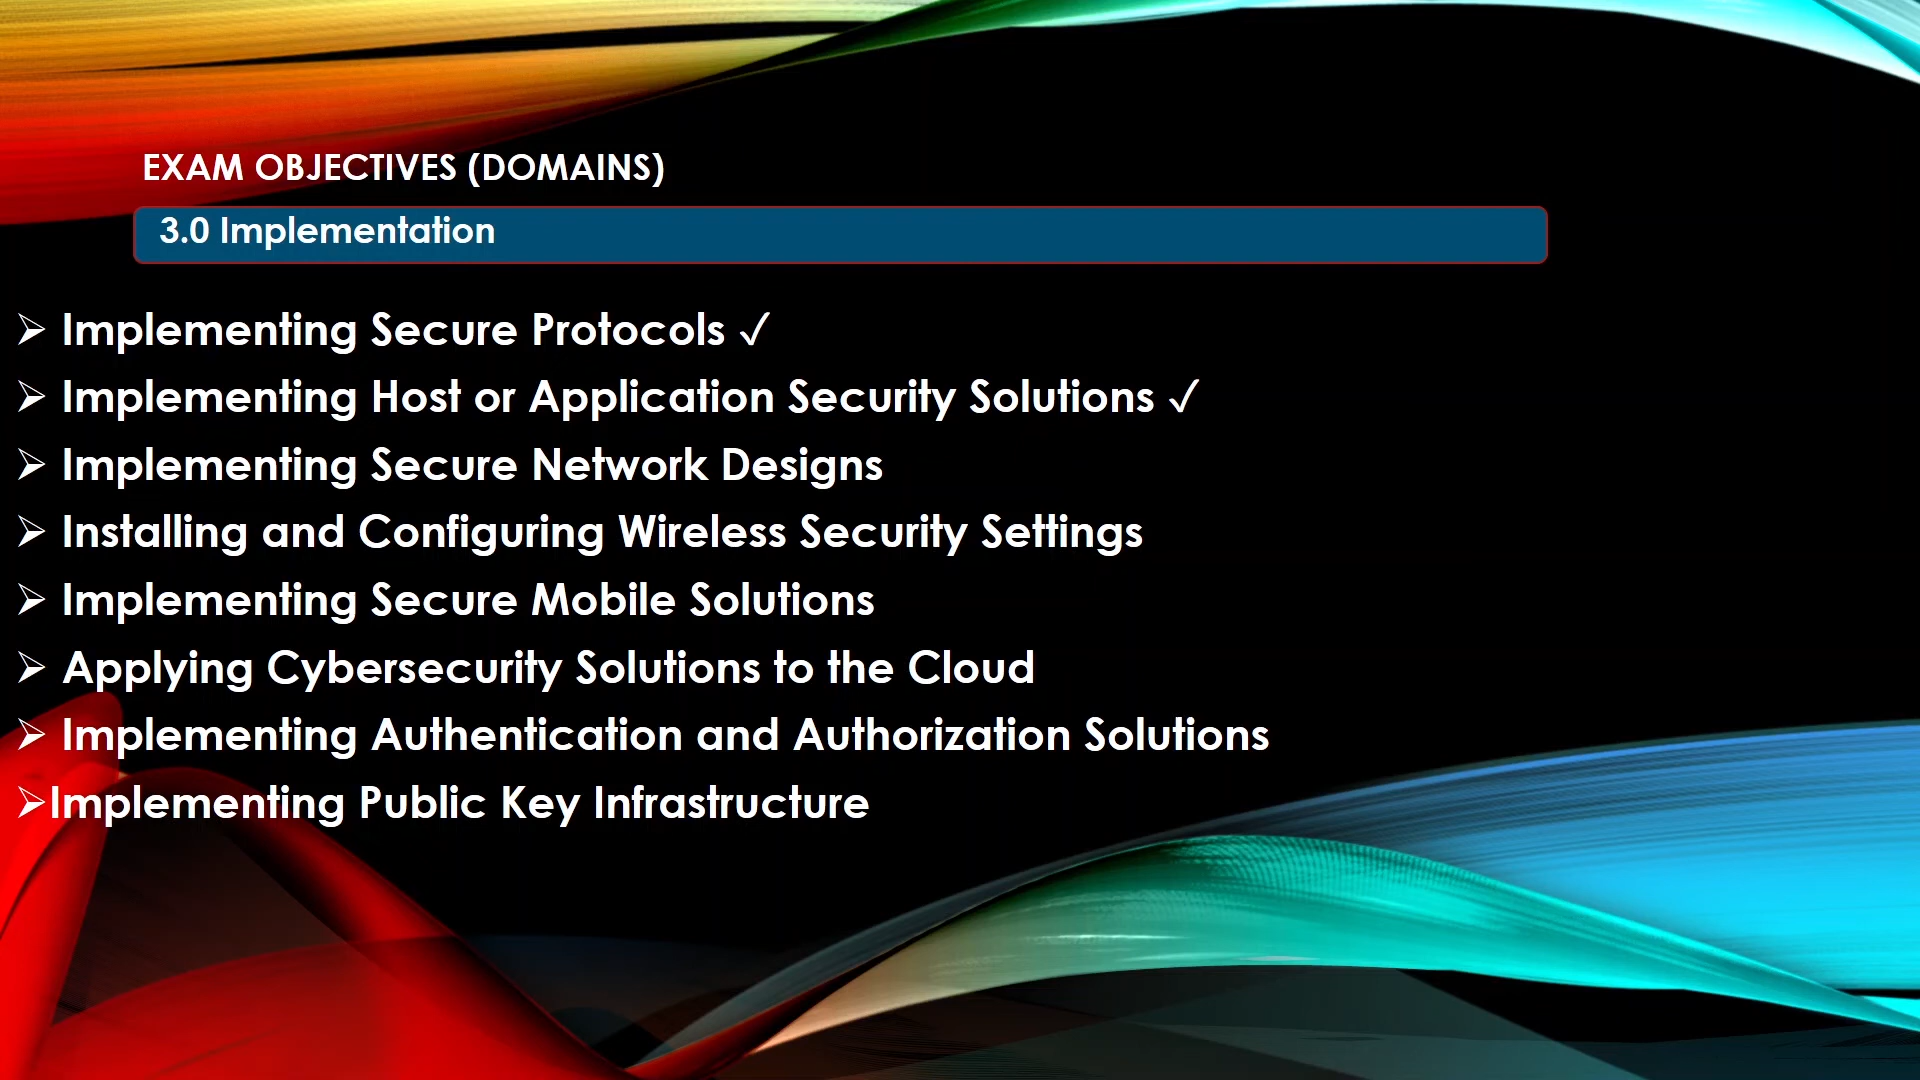 EXAM OBJECTIVES (DOMAINS)
3.0 Implementation
➢ Implementing Secure Protocols ✓
➢ Implementing Host or Application Security Solutions ✓
➢ Implementing Secure Network Designs
➢ Installing and Configuring Wireless Security Settings
➢ Implementing Secure Mobile Solutions
➢ Applying Cybersecurity Solutions to the Cloud
➢ Implementing Authentication and Authorization Solutions
➢Implementing Public Key Infrastructure